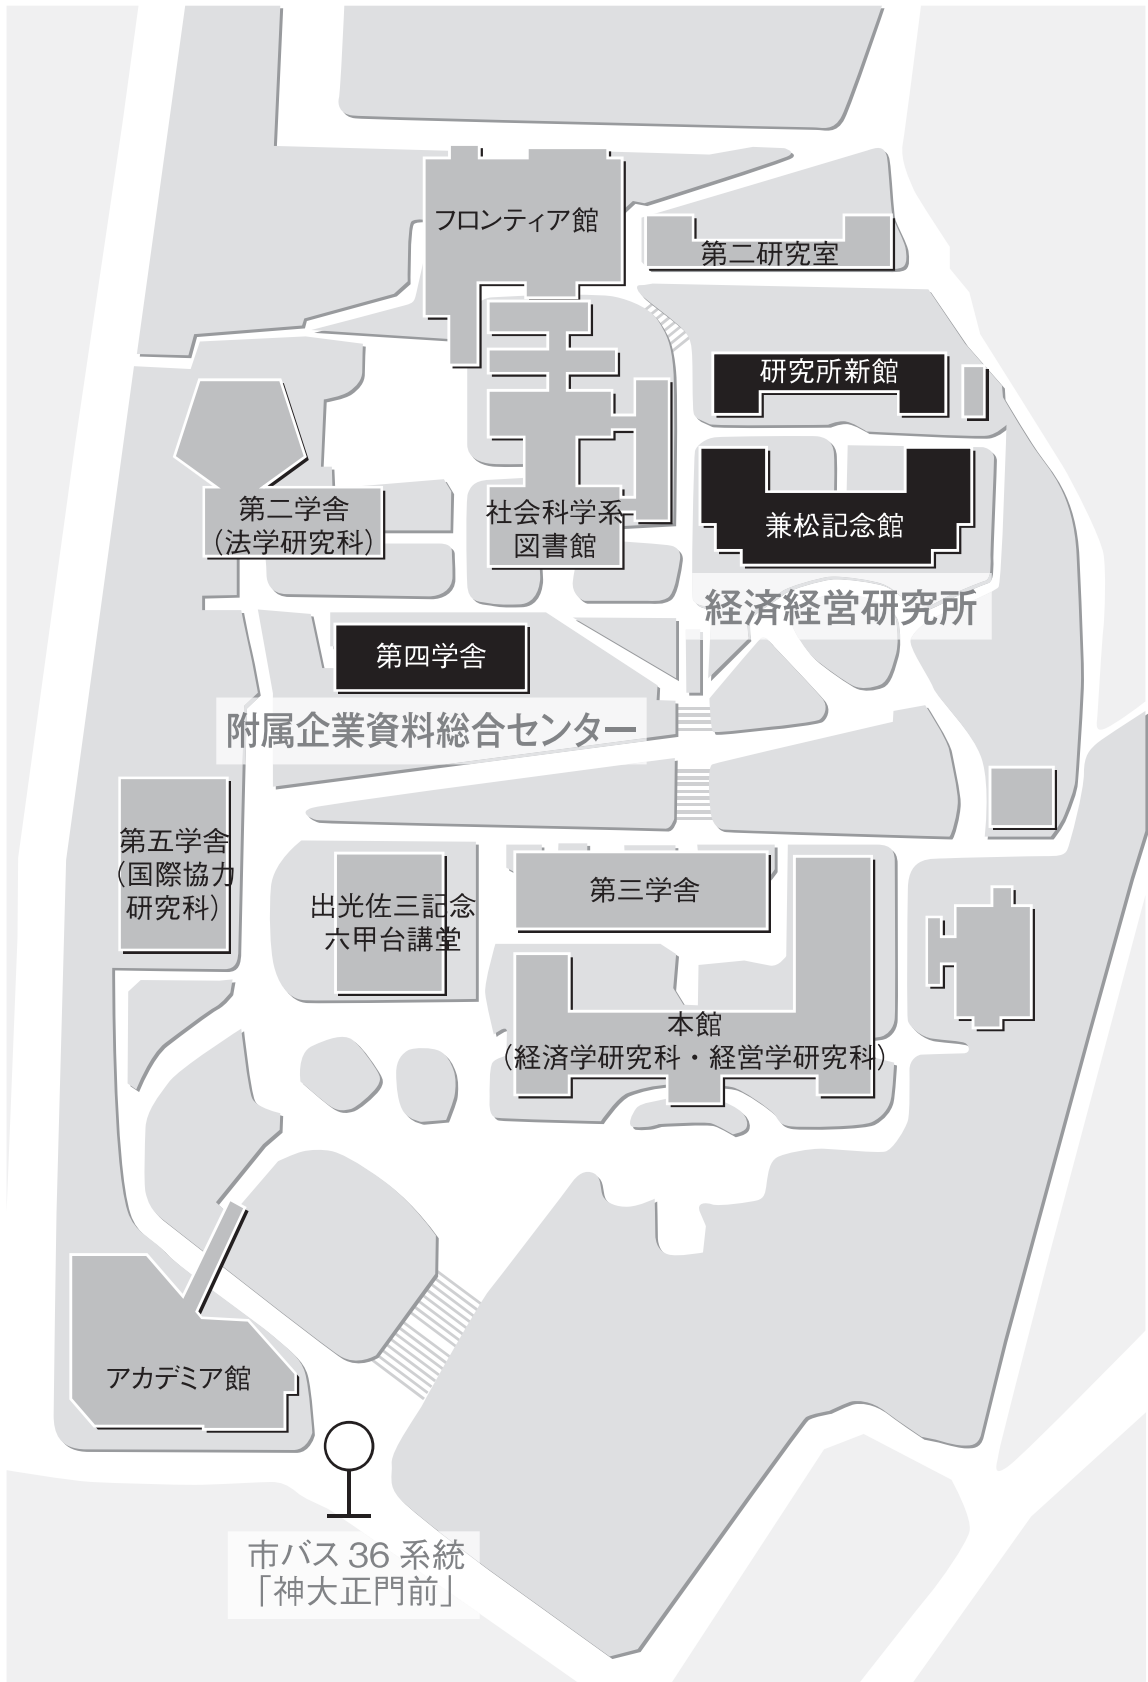 フロンティア館
第二研究室
研究所新館
第二学舎
（法学研究科）
社会科学系
図書館
兼松記念館
経済経営研究所
第四学舎
附属企業資料総合センター
第五学舎
（国際協力
研究科）
出光佐三記念
六甲台講堂
第三学舎
本館
（経済学研究科・経営学研究科）
アカデミア館
市バス 36 系統
「神大正門前」